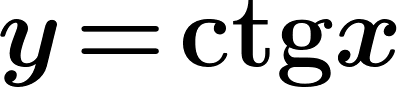 y = ctgx